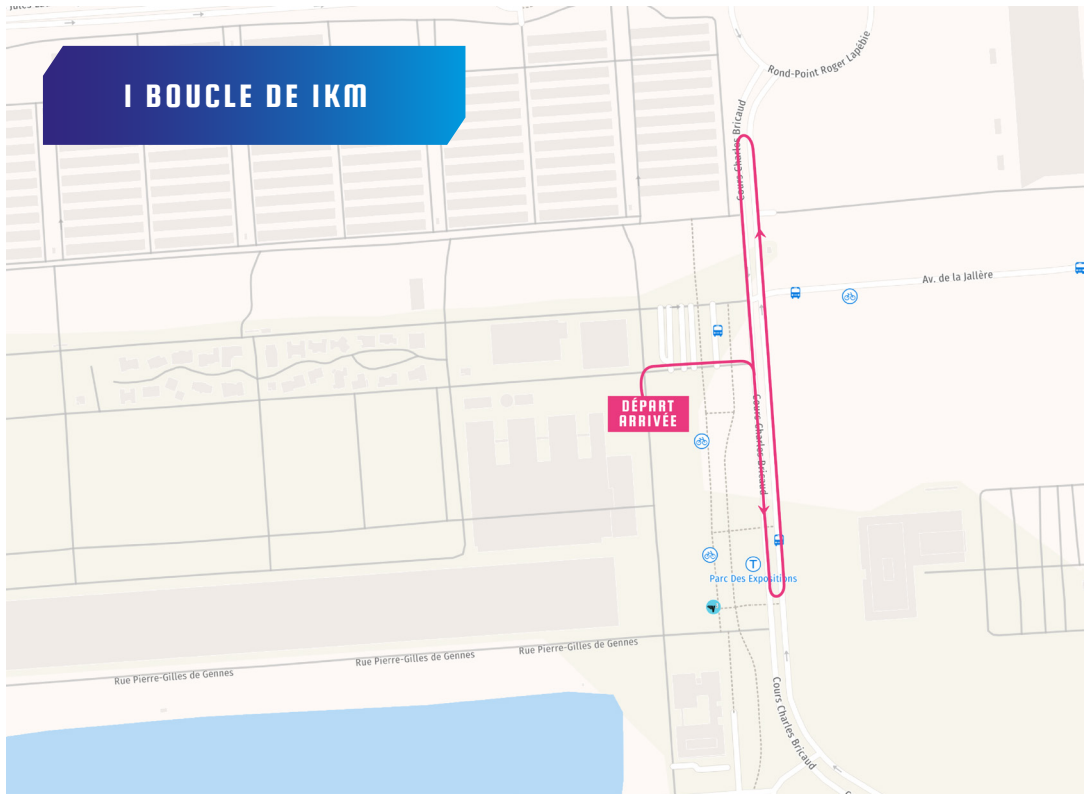 1 BOUCLE DE 1KM
Rond-Point Roger Lapébie
Cours Charles Bricaud
Av. de la Jallère
DÉPART
ARRIVÉE
Cours Charles Bricaud
T
Parc Des Expositions
Rue Pierre-Gilles de Gennes
Rue Pierre-Gilles de Gennes
Rue Pierre-Gilles de Gennes
Cours Charles Bricaud